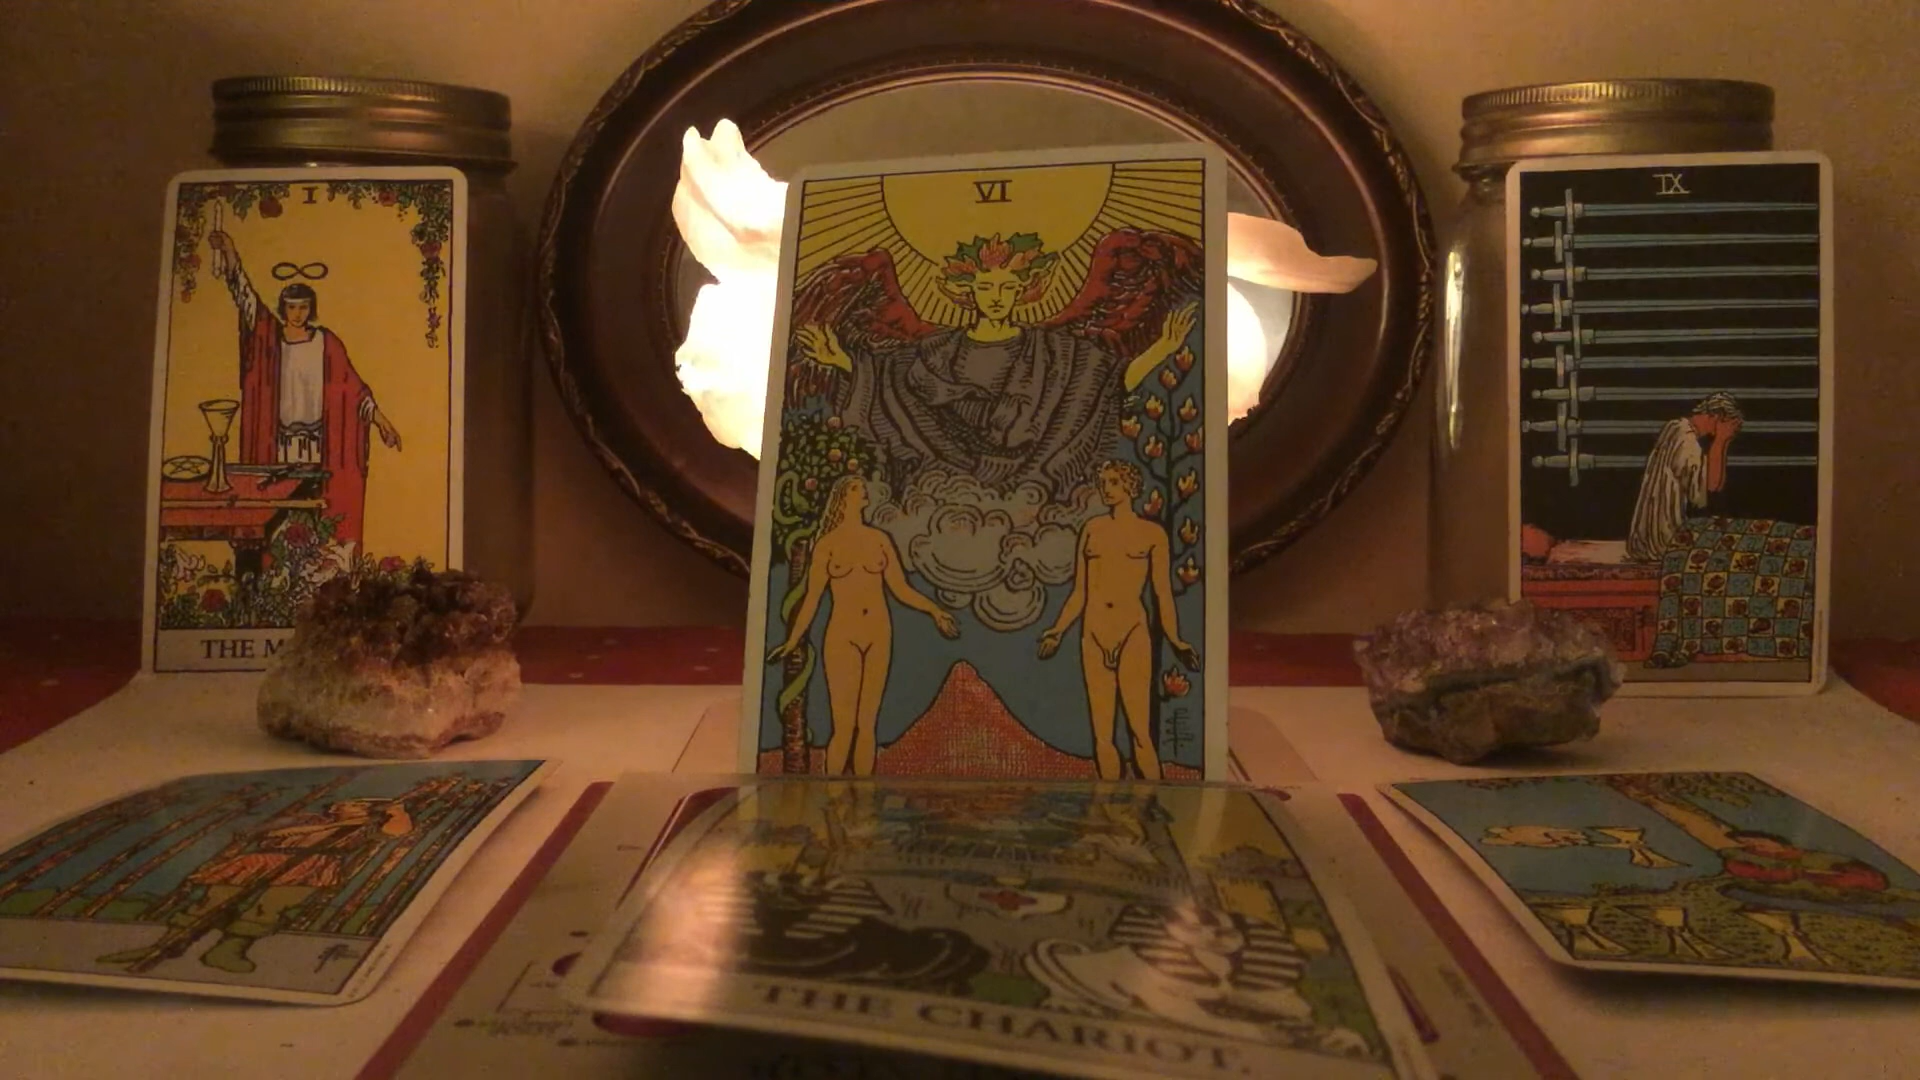 I
VI
IX
THE M
THE CHARIOT.